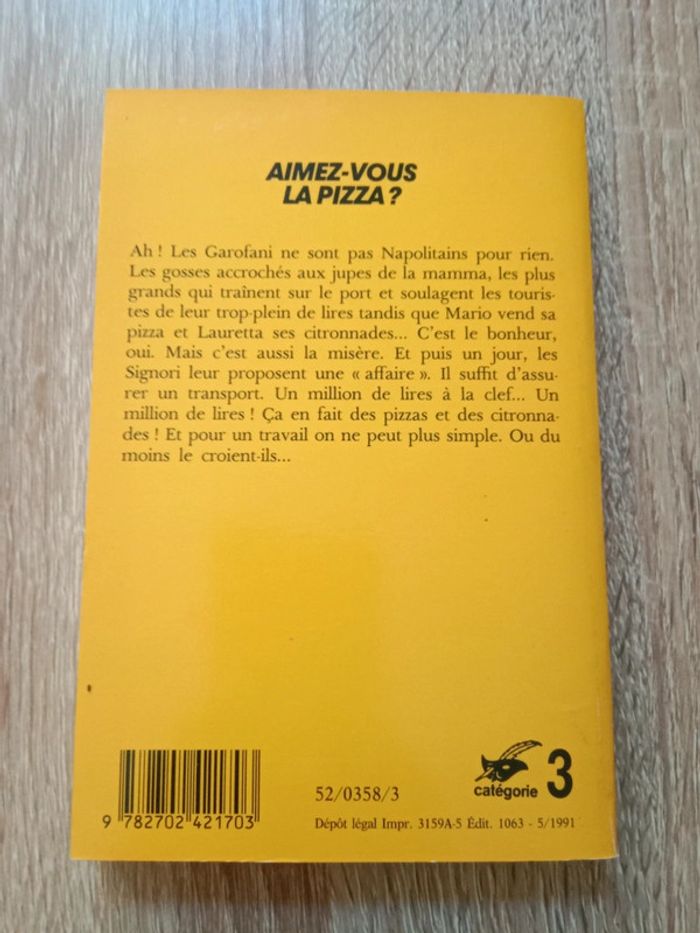 AIMEZ-VOUS
LA PIZZA ?
Ah ! Les Garofani ne sont pas Napolitains pour rien.
Les gosses accrochés aux jupes de la mamma, les plus
grands qui traînent sur le port et soulagent les touris-
tes de leur trop-plein de lires tandis que Mario vend sa
pizza et Lauretta ses citronnades... C'est le bonheur,
oui. Mais c'est aussi la misère. Et puis un jour, les
Signori leur proposent une « affaire ». Il suffit d'assu-
rer un transport. Un million de lires à la clef... Un
million de lires ! Ça en fait des pizzas et des citronna-
des ! Et pour un travail on ne peut plus simple. Ou du
moins le croient-ils...
9 782702 421703
52/0358/3
catégorie 3
Dépôt légal Impr. 3159A-5 Édit. 1063 - 5/1991